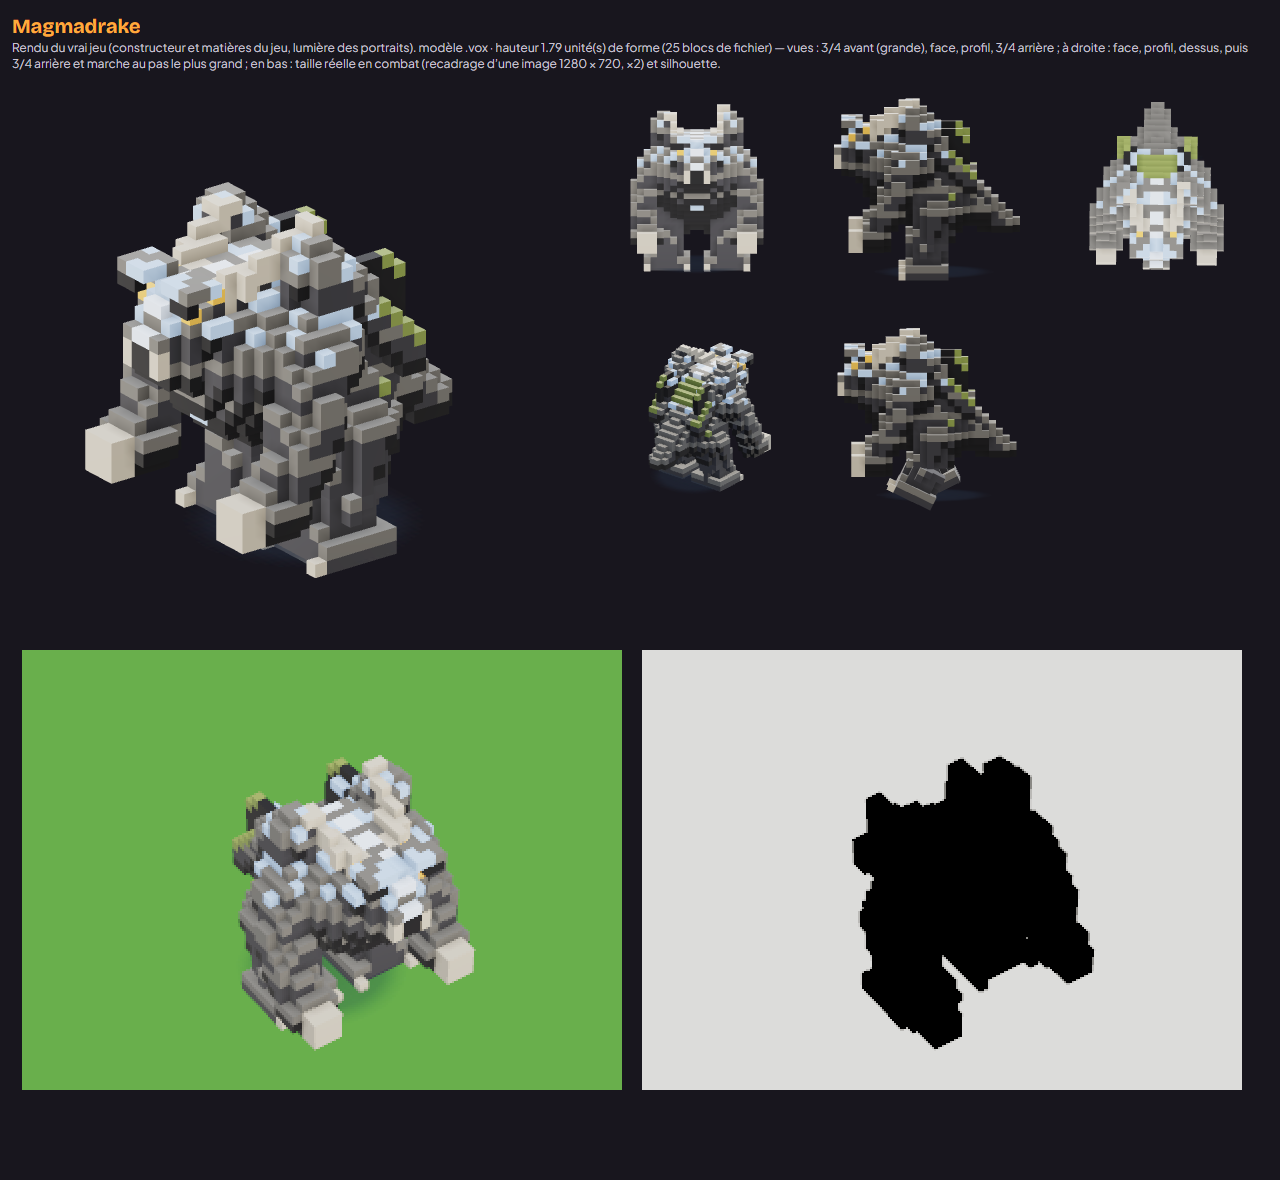 Magmadrake
Rendu du vrai jeu (constructeur et matières du jeu, lumière des portraits). modèle .vox · hauteur 1.79 unité(s) de forme (25 blocs de fichier) — vues : 3/4 avant (grande), face, profil, 3/4 arrière ; à droite : face, profil, dessus, puis
3/4 arrière et marche au pas le plus grand ; en bas : taille réelle en combat (recadrage d'une image 1280 × 720, ×2) et silhouette.